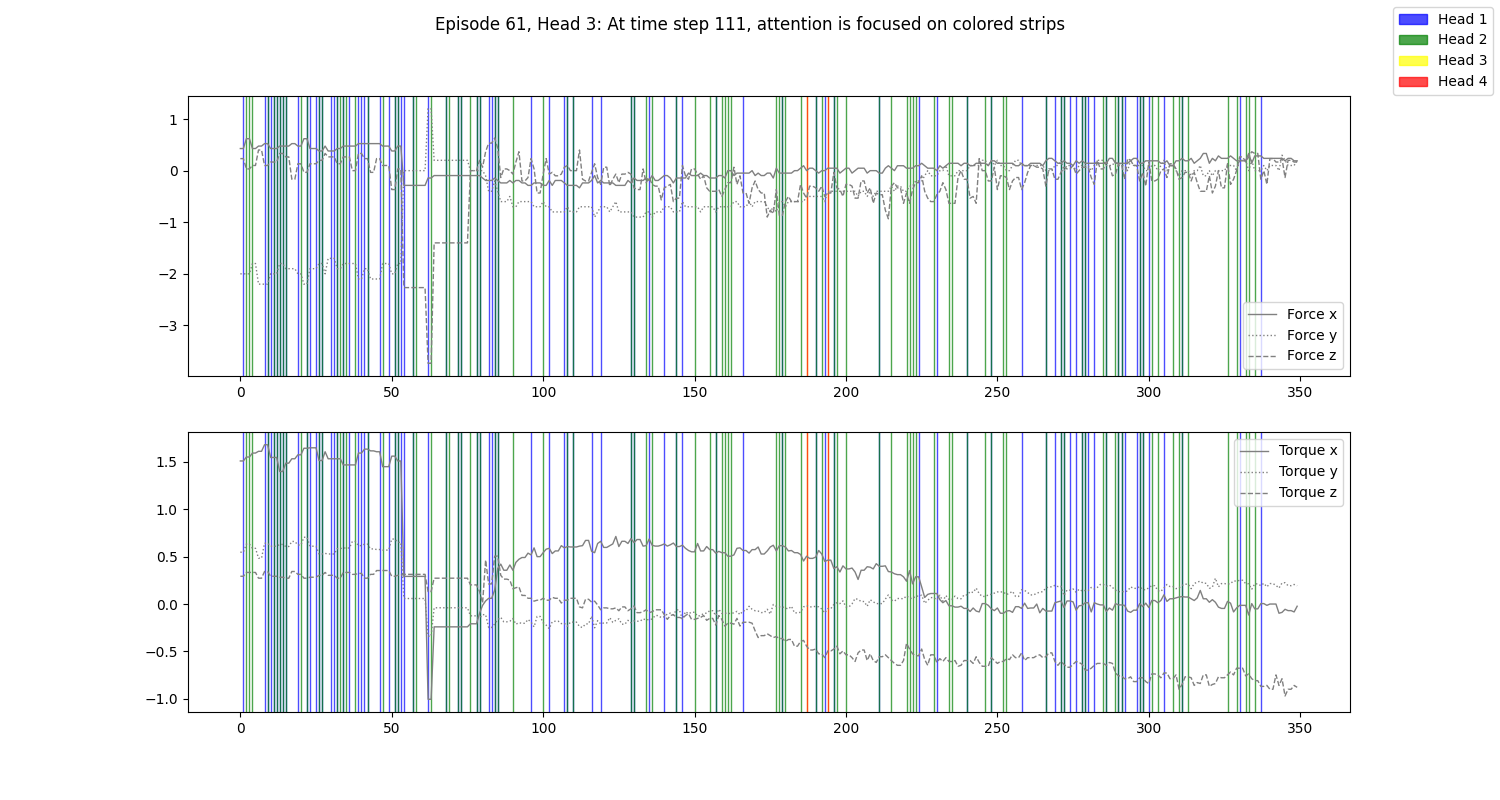 Episode 61, Head 3: At time step 111, attention is focused on colored strips
Head 1
Head 2
Head 3
Head 4
1
0
−1
−2
−3
Force x
Force y
Force z
0
50
100
150
200
250
300
350
1.5
1.0
0.5
0.0
−0.5
−1.0
Torque x
Torque y
Torque z
0
50
100
150
200
250
300
350